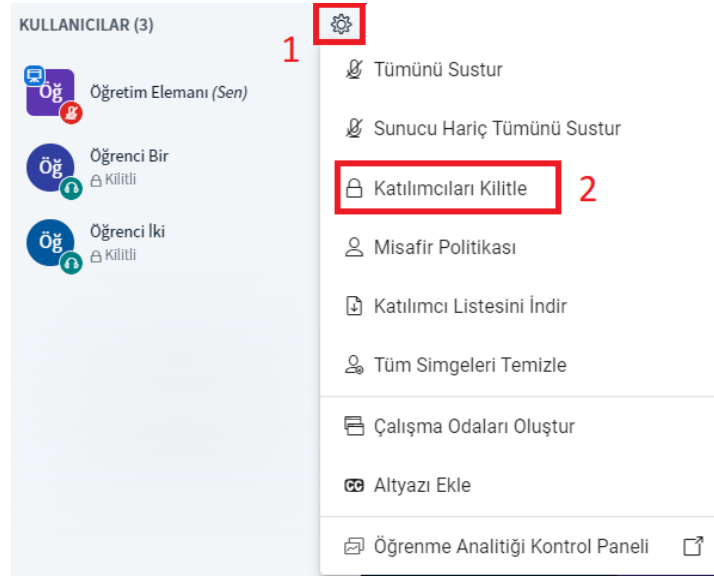 KULLANICILAR (3)
1
Öğ
Öğretim Elemanı (Sen)
Öğ
Öğrenci Bir
Kilitli
Öğ
Öğrenci İki
Kilitli
Tümünü Sustur
Sunucu Hariç Tümünü Sustur
Katılımcıları Kilitle
2
Misafir Politikası
Katılımcı Listesini İndir
Tüm Simgeleri Temizle
Çalışma Odaları Oluştur
CC Altyazı Ekle
Öğrenme Analitiği Kontrol Paneli